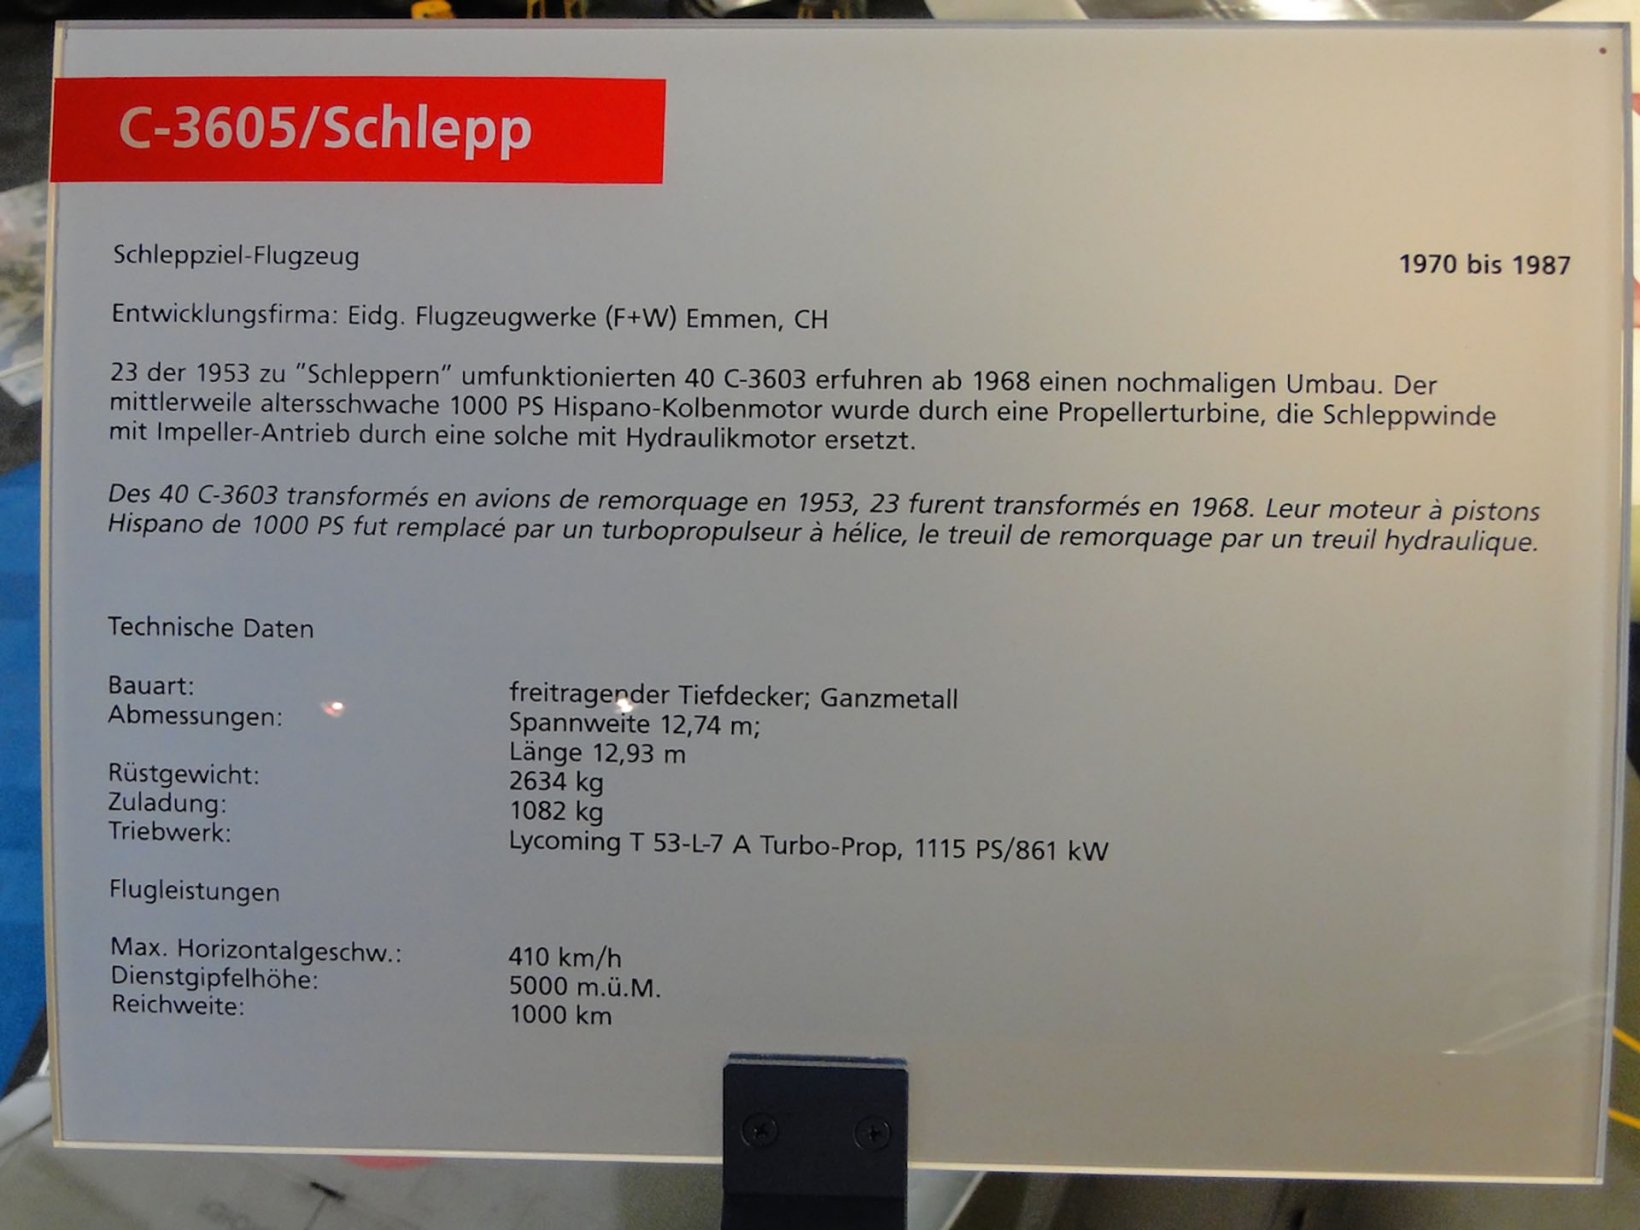 C-3605/Schlepp
Schleppziel-Flugzeug
1970 bis 1987
Entwicklungsfirma: Eidg. Flugzeugwerke (F+W) Emmen, CH
23 der 1953 zu "Schleppern" umfunktionierten 40 C-3603 erfuhren ab 1968 einen nochmaligen Umbau. Der
mittlerweile altersschwache 1000 PS Hispano-Kolbenmotor wurde durch eine Propellerturbine, die Schleppwinde
mit Impeller-Antrieb durch eine solche mit Hydraulikmotor ersetzt.
Des 40 C-3603 transformés en avions de remorquage en 1953, 23 furent transformés en 1968. Leur moteur à pistons
Hispano de 1000 PS fut remplacé par un turbopropulseur à hélice, le treuil de remorquage par un treuil hydraulique.
Technische Daten
Bauart: freitragender Tiefdecker; Ganzmetall
Abmessungen: Spannweite 12,74 m;
Länge 12,93 m
Rüstgewicht: 2634 kg
Zuladung: 1082 kg
Triebwerk: Lycoming T 53-L-7 A Turbo-Prop, 1115 PS/861 kW
Flugleistungen
Max. Horizontalgeschw.: 410 km/h
Dienstgipfelhöhe: 5000 m.ü.M.
Reichweite: 1000 km